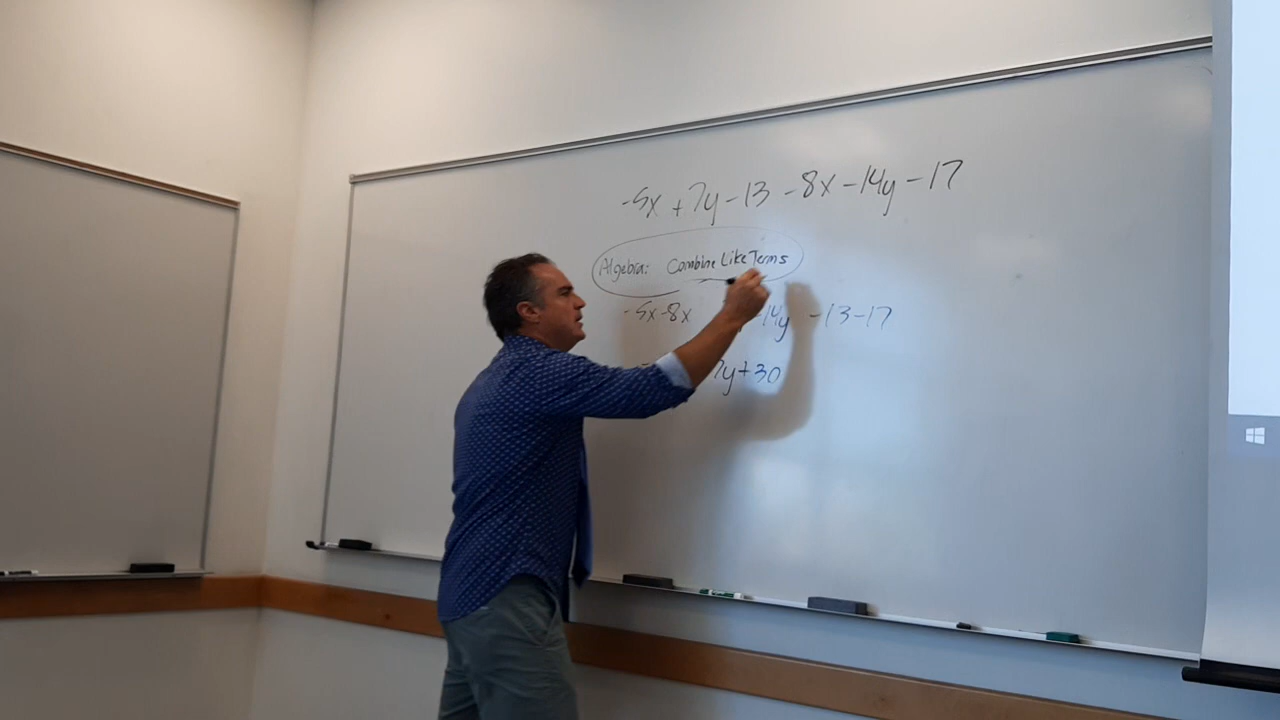 -5x + 7y - 13 - 8x - 14y - 17
Algebra: Combine Like Terms
-5x-8x -14y -13-17
7y+30